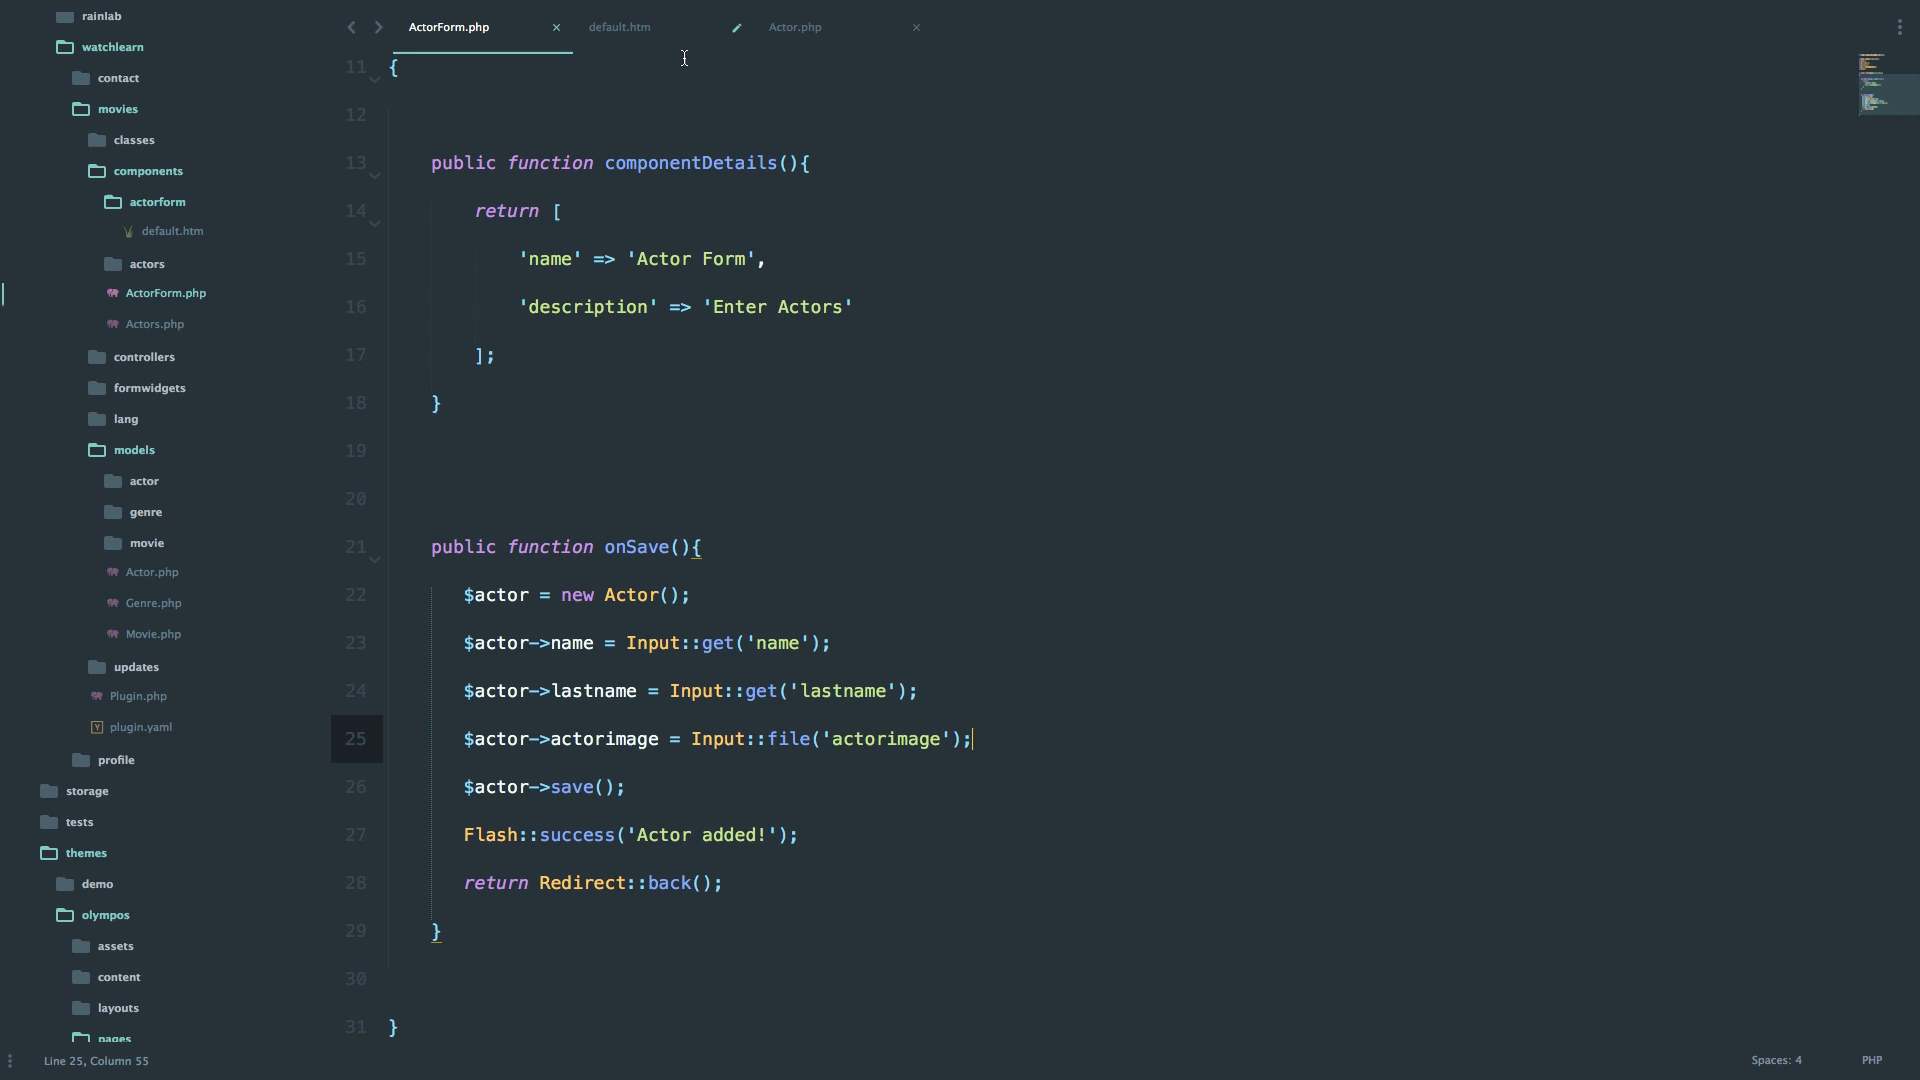 rainlab
watchlearn
contact
movies
classes
components
actorform
default.htm
actors
ActorForm.php
Actors.php
controllers
formwidgets
lang
models
actor
genre
movie
Actor.php
Genre.php
Movie.php
updates
Plugin.php
plugin.yaml
profile
storage
tests
themes
demo
olympos
assets
content
layouts
pages
ActorForm.php
default.htm
Actor.php
11 {
12
13 public function componentDetails(){
14 return [
15 'name' => 'Actor Form',
16 'description' => 'Enter Actors'
17 ];
18 }
19
20
21 public function onSave(){
22 $actor = new Actor();
23 $actor->name = Input::get('name');
24 $actor->lastname = Input::get('lastname');
25 $actor->actorimage = Input::file('actorimage');
26 $actor->save();
27 Flash::success('Actor added!');
28 return Redirect::back();
29 }
30
31 }
Line 25, Column 55
Spaces: 4
PHP